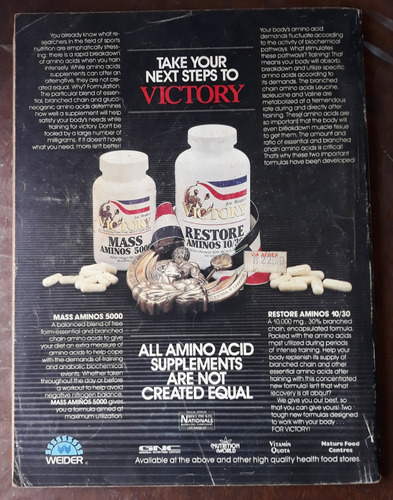 You already know what re-
searchers in the field of sports
nutrition are emphatically stress-
ing: there is a rapid breakdown
of amino acids when you train
intensely. While amino acids
supplements can offer an
alternative, they are not cre-
ated equal. Why? Formulation.
The particular blend of essen-
tial, branched chain and gluco-
neogenic amino acids determines
how well a supplement will help
satisfy your body's needs while
training for victory. Don't be
fooled by a large number of
milligrams, if it doesn't have
what you need, more isn't better!
TAKE YOUR
NEXT STEPS TO
VICTORY
Your body's amino acid
demands fluctuate according
to the activity of biochemical
pathways. What stimulates
these pathways? Training! That
means your body will absorb,
breakdown and utilize specific
amino acids according to
its demands. The branched
chain amino acids Leucine,
Isoleucine and Valine are
metabolized at a tremendous
rate during and directly after
training. These amino acids are
so important that the body will
even breakdown muscle tissue
to get them. The amount and
ratio of essential and branched
chain amino acids is critical!
That's why these two important
formulas have been developed!
VICTORY
MASS
AMINOS 5000
Joe Weider's
VICTORY
RESTORE
AMINOS 10/30
VIA AEREA
MASS AMINOS 5000
A balanced blend of free
form essential and branched
chain amino acids to give
your diet an extra measure of
amino acids to help cope
with the demands of training
and anabolic biochemical
events. Whether taken
throughout the day or before
a workout to help avoid
negative nitrogen balance,
MASS AMINOS 5000 gives
you a formula aimed at
maximum utilization.
ALL AMINO ACID
SUPPLEMENTS
ARE NOT
CREATED EQUAL
RESTORE AMINOS 10/30
A 10,000 mg., 30% branched
chain, encapsulated formula.
Packed with the amino acids
most utilized during periods
of intense training. Help your
body replenish its supply of
branched chain and other
essential amino acids after
training with this concentrated
new formula. Isn't that what
recovery is all about?
We give you out best, so
that you can give yours! Two
tough new formulas designed
to work with your body . . .
FOR VICTORY!
NATIONALS
WEIDER
GNC
NUTRITION
WORLD
VITAMIN
QUOTA
Nature Food
Centres
Available at the above and other high quality health food stores.